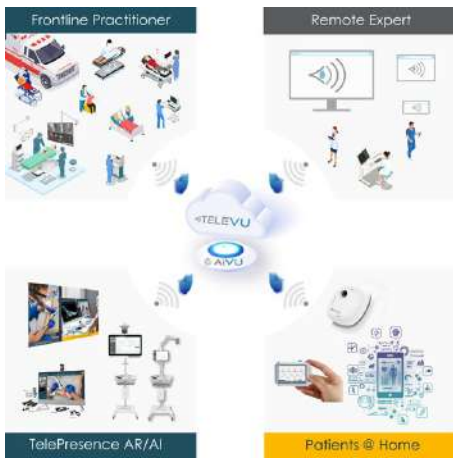 Frontline Practitioner
Remote Expert
TELEVU
AiVU
TelePresence AR/AI
Patients @ Home